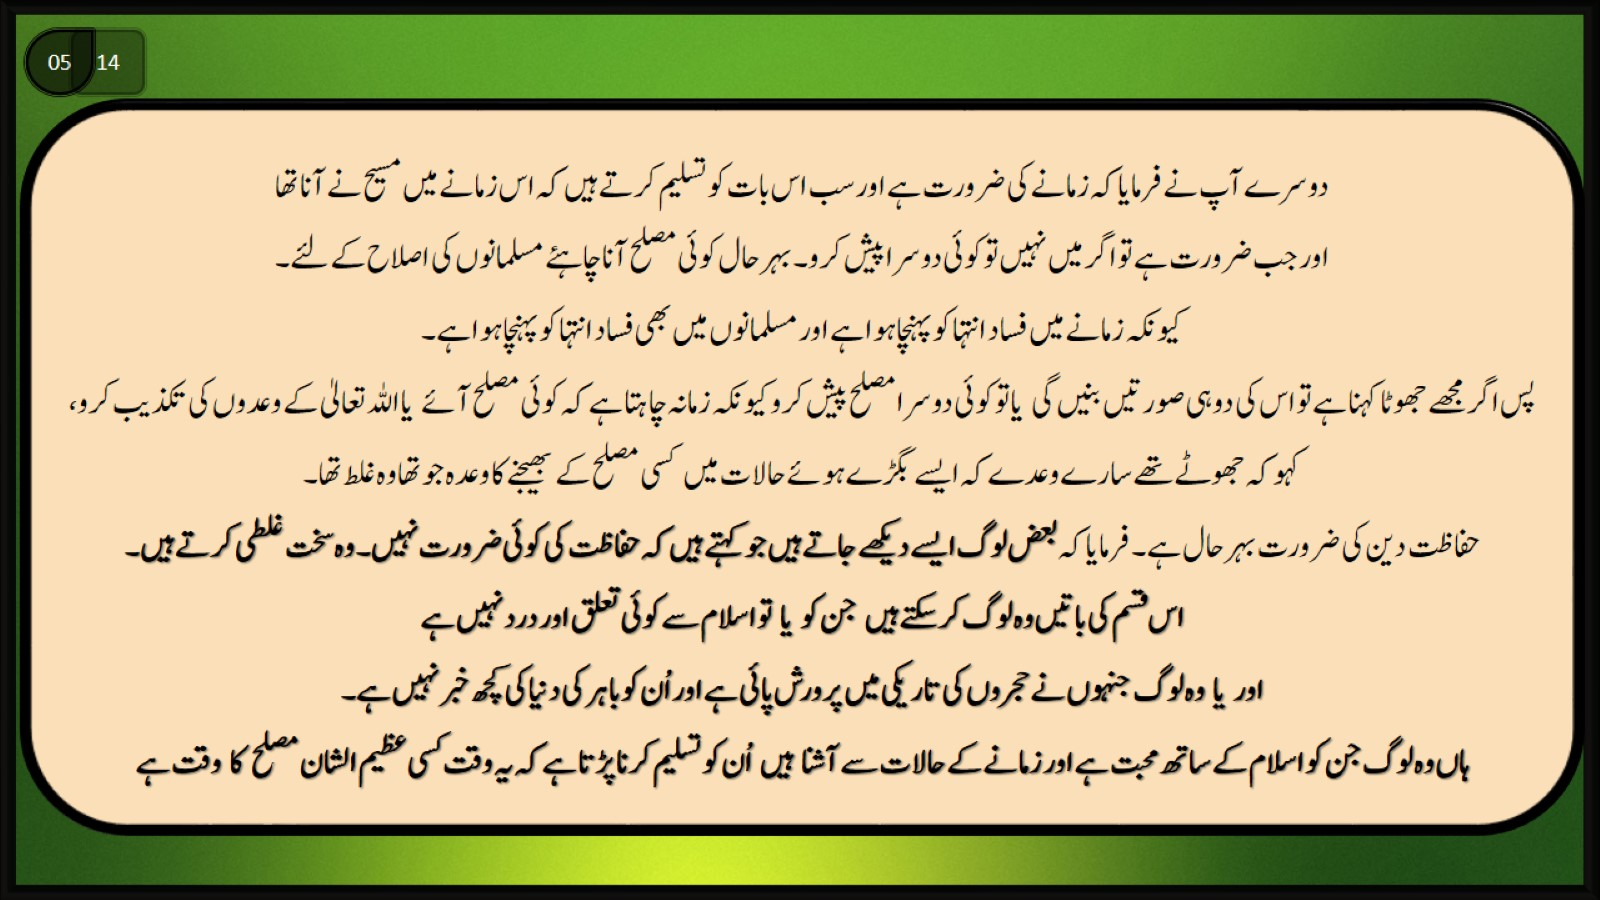 05 14
دوسرے آپ نے فرمایا کہ زمانے کی ضرورت ہے اور سب اس بات کو تسلیم کرتے ہیں کہ اس زمانے میں مسیح نے آنا تھا
اور جب ضرورت ہے تو اگر میں نہیں تو کوئی دوسرا پیش کرو۔ بہر حال کوئی مصلح آنا چاہئے مسلمانوں کی اصلاح کے لئے۔
کیونکہ زمانے میں فساد انتہا کو پہنچا ہوا ہے اور مسلمانوں میں بھی فساد انتہا کو پہنچا ہوا ہے۔
پس اگر مجھے جھوٹا کہنا ہے تو اس کی دو ہی صورتیں بنیں گی یا تو کوئی دوسرا مصلح پیش کرو کیونکہ زمانہ چاہتا ہے کہ کوئی مصلح آئے یا اللہ تعالیٰ کے وعدوں کی تکذیب کرو،
کہو کہ جھوٹے تھے سارے وعدے کہ ایسے بگڑے ہوئے حالات میں کسی مصلح کے بھیجنے کا وعدہ جو تھا وہ غلط تھا۔
حفاظت دین کی ضرورت بہر حال ہے۔ فرمایا کہ بعض لوگ ایسے دیکھے جاتے ہیں جو کہتے ہیں کہ حفاظت کی کوئی ضرورت نہیں۔ وہ سخت غلطی کرتے ہیں۔
اس قسم کی باتیں وہ لوگ کر سکتے ہیں جن کو یا تو اسلام سے کوئی تعلق اور درد نہیں ہے
اور یا وہ لوگ جنہوں نے حجروں کی تاریکی میں پرورش پائی ہے اور اُن کو باہر کی دنیا کی کچھ خبر نہیں ہے۔
ہاں وہ لوگ جن کو اسلام کے ساتھ محبت ہے اور زمانے کے حالات سے آشنا ہیں اُن کو تسلیم کرنا پڑتا ہے کہ یہ وقت کسی عظیم الشان مصلح کا وقت ہے